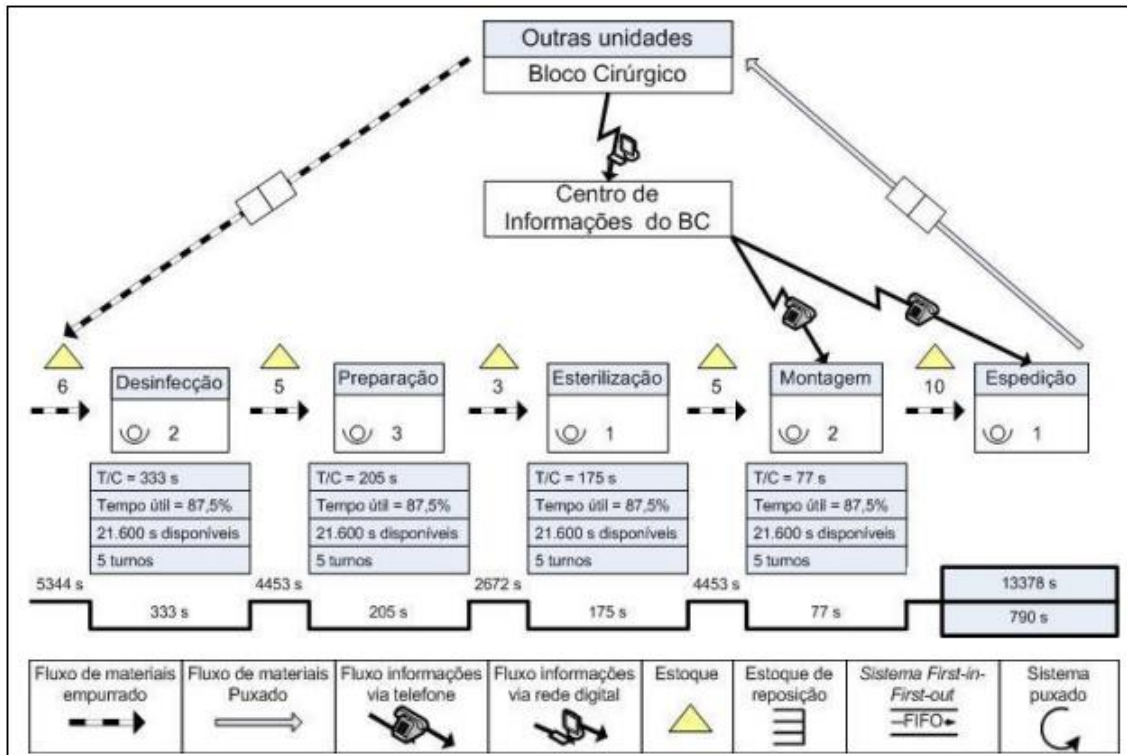 Outras unidades
Bloco Cirúrgico
Centro de
Informações do BC
6
5
3
5
10
Desinfecção
2
Preparação
3
Esterilização
1
Montagem
2
Espedição
1
T/C = 333 s
Tempo útil = 87,5%
21.600 s disponíveis
5 turnos
T/C = 205 s
Tempo útil = 87,5%
21.600 s disponíveis
5 turnos
T/C = 175 s
Tempo útil = 87,5%
21.600 s disponíveis
5 turnos
T/C = 77 s
Tempo útil = 87,5%
21.600 s disponíveis
5 turnos
5344 s
333 s
4453 s
205 s
2672 s
175 s
4453 s
77 s
13378 s
790 s
Fluxo de materiais
empurrado
Fluxo de materiais
Puxado
Fluxo informações
via telefone
Fluxo informações
via rede digital
Estoque
Estoque de
reposição
Sistema First-in-
First-out
FIFO
Sistema
puxado